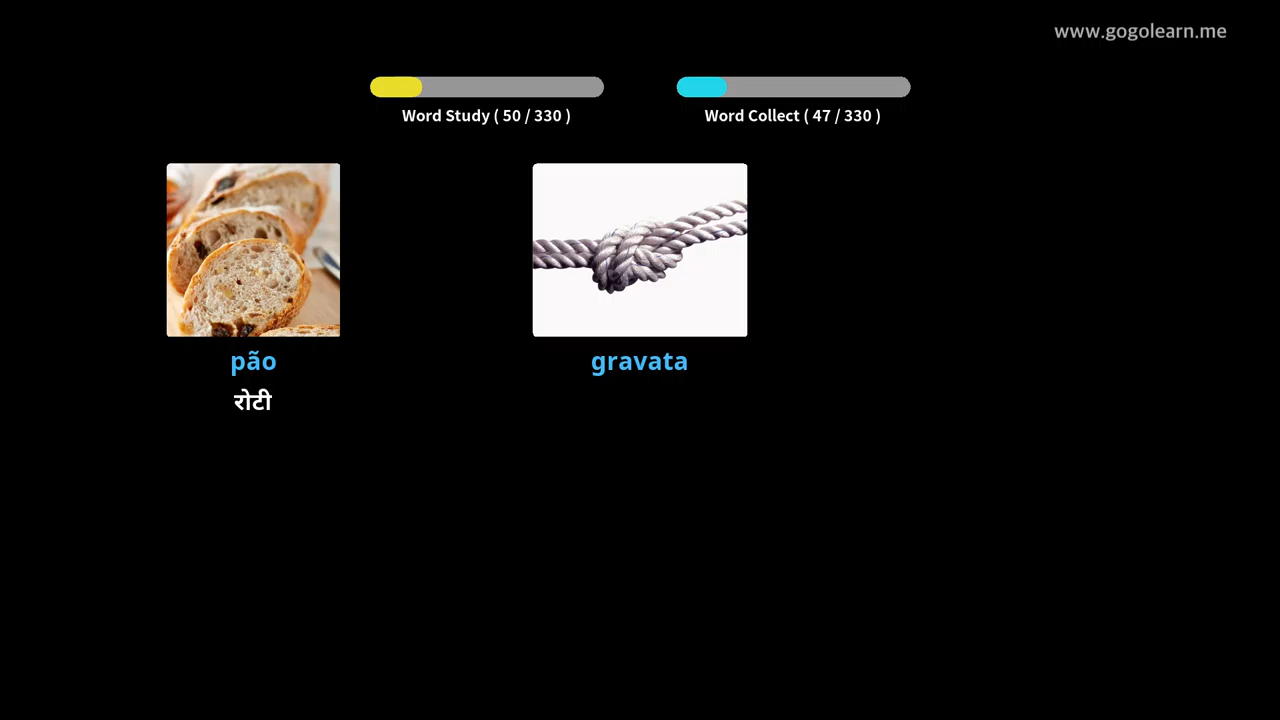 www.gogolearn.me
Word Study ( 50 / 330 )
Word Collect ( 47 / 330 )
pão
gravata
रोटी